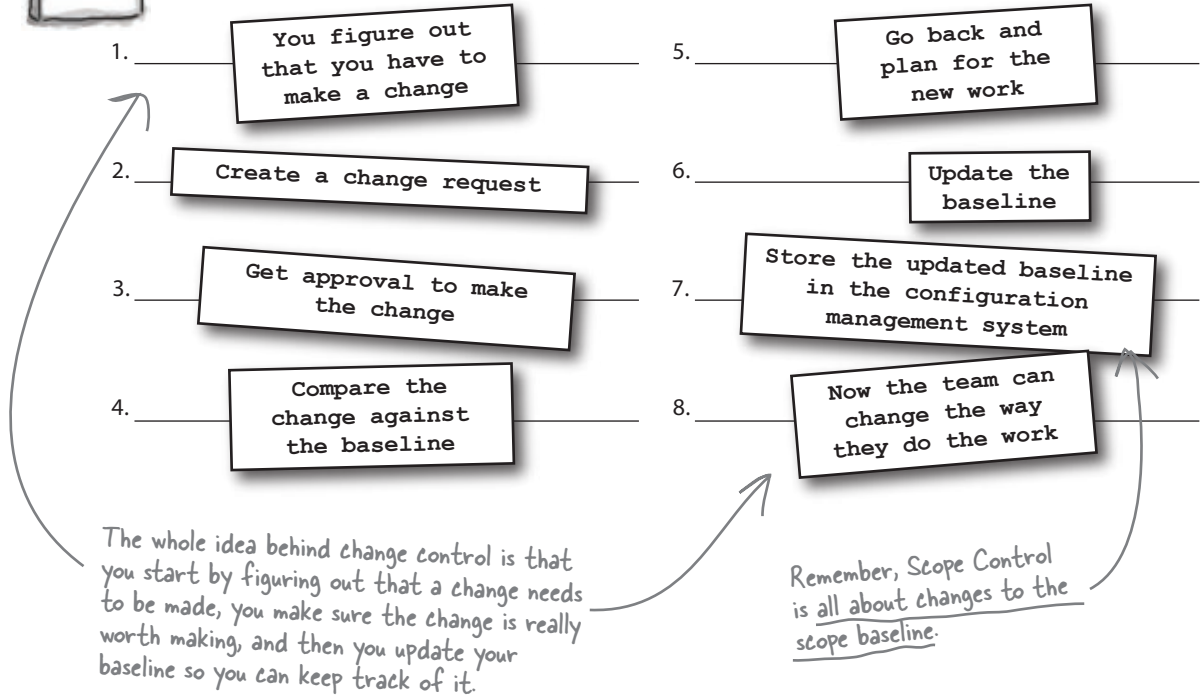 1.
You figure out
that you have to
make a change
2.
Create a change request
3.
Get approval to make
the change
4.
Compare the
change against
the baseline
5.
Go back and
plan for the
new work
6.
Update the
baseline
7.
Store the updated baseline
in the configuration
management system
8.
Now the team can
change the way
they do the work
The whole idea behind change control is that
you start by figuring out that a change needs
to be made, you make sure the change is really
worth making, and then you update your
baseline so you can keep track of it.
Remember, Scope Control
is all about changes to the
scope baseline.